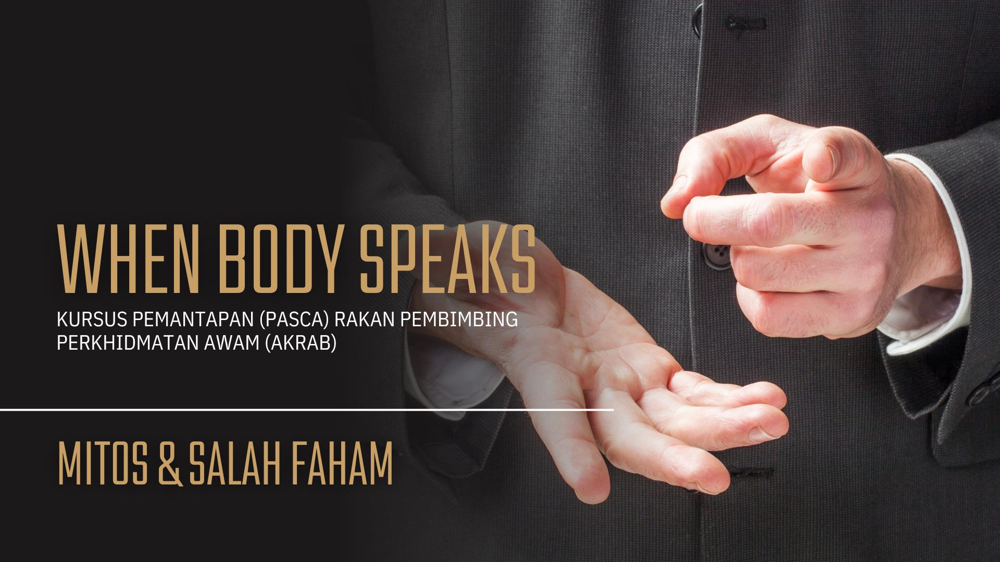 WHEN BODY SPEAKS
KURSUS PEMANTAPAN (PASCA) RAKAN PEMBIMBING
PERKHIDMATAN AWAM (AKRAB)
MITOS & SALAH FAHAM